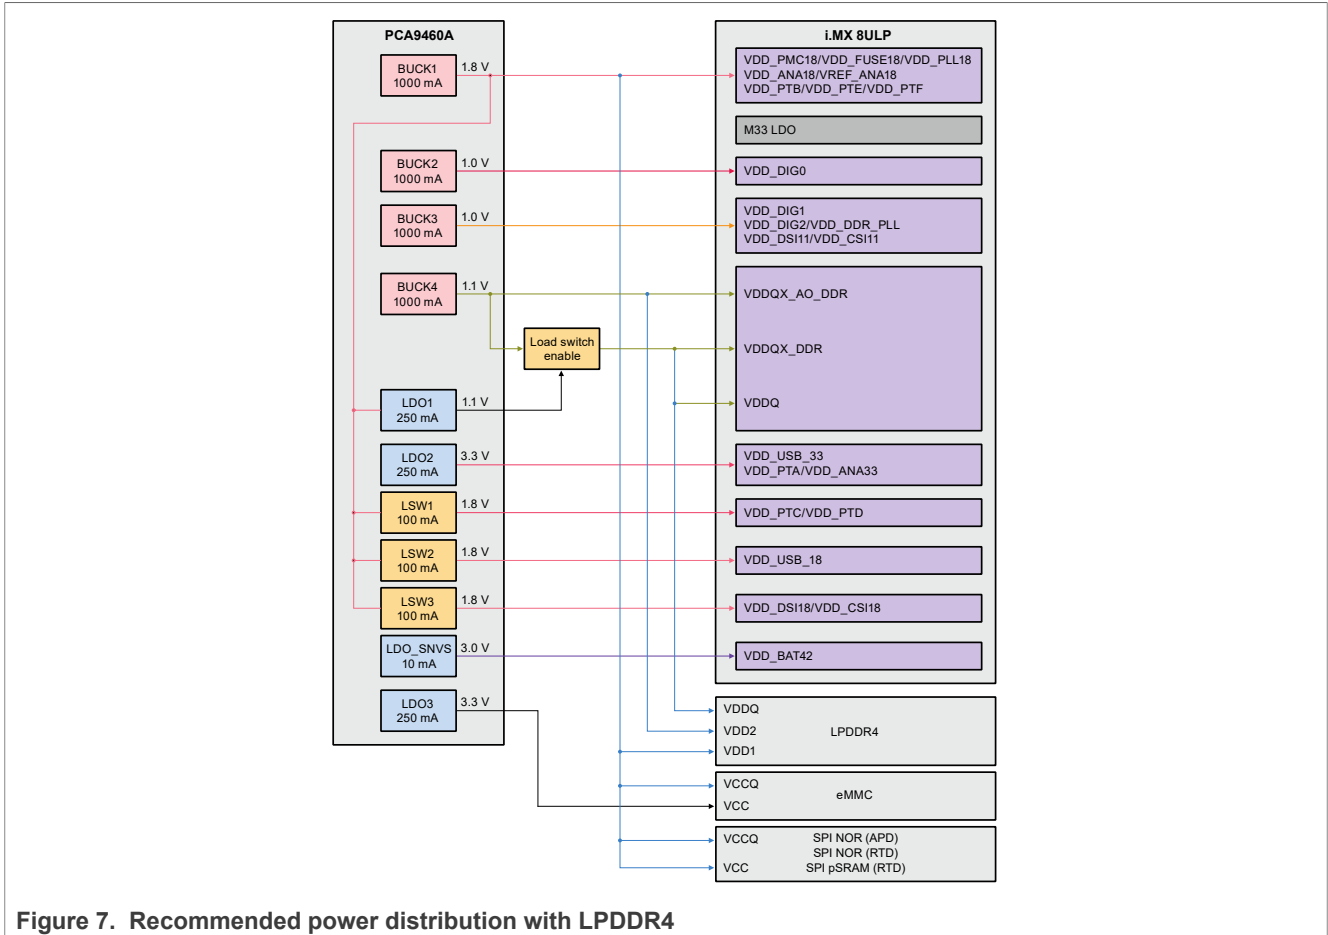 PCA9460A
i.MX 8ULP
BUCK1
1000 mA
1.8 V
VDD_PMC18/VDD_FUSE18/VDD_PLL18
VDD_ANA18/VREF_ANA18
VDD_PTB/VDD_PTE/VDD_PTF
M33 LDO
BUCK2
1000 mA
1.0 V
VDD_DIG0
BUCK3
1000 mA
1.0 V
VDD_DIG1
VDD_DIG2/VDD_DDR_PLL
VDD_DSI11/VDD_CSI11
BUCK4
1000 mA
1.1 V
VDDQX_AO_DDR
Load switch
enable
VDDQX_DDR
LDO1
250 mA
1.1 V
VDDQ
LDO2
250 mA
3.3 V
VDD_USB_33
VDD_PTA/VDD_ANA33
LSW1
100 mA
1.8 V
VDD_PTC/VDD_PTD
LSW2
100 mA
1.8 V
VDD_USB_18
LSW3
100 mA
1.8 V
VDD_DSI18/VDD_CSI18
LDO_SNVS
10 mA
3.0 V
VDD_BAT42
LDO3
250 mA
3.3 V
VDDQ
VDD2
LPDDR4
VDD1
VCCQ
eMMC
VCC
VCCQ
SPI NOR (APD)
SPI NOR (RTD)
VCC
SPI pSRAM (RTD)
Figure 7. Recommended power distribution with LPDDR4